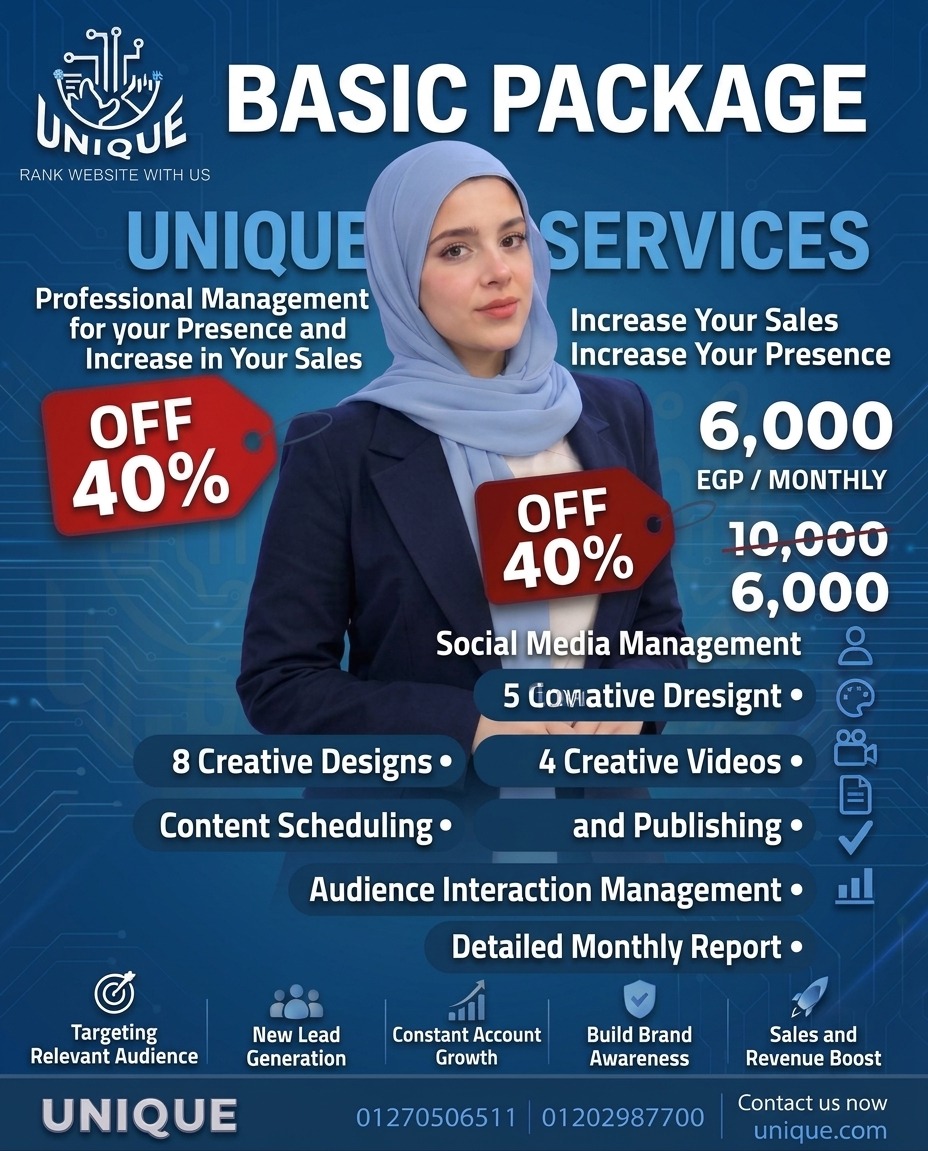 UNIQUE
RANK WEBSITE WITH US
BASIC PACKAGE
UNIQUE SERVICES
Professional Management
for your Presence and
Increase in Your Sales
Increase Your Sales
Increase Your Presence
OFF
40%
6,000
EGP / MONTHLY
OFF
40%
10,000
6,000
Social Media Management
5 Dresignt •
8 Creative Designs •
4 Creative Videos •
Content Scheduling •
and Publishing •
Audience Interaction Management •
Detailed Monthly Report •
Targeting
Relevant Audience
New Lead
Generation
Constant Account
Growth
Build Brand
Awareness
Sales and
Revenue Boost
UNIQUE
01270506511 | 01202987700
Contact us now
unique.com